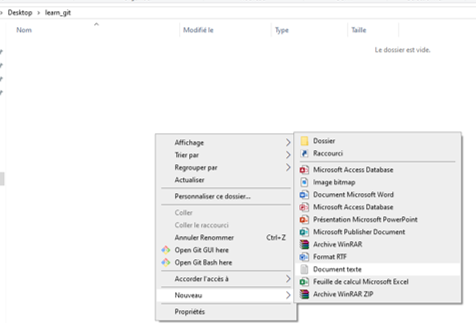 > Desktop > learn_git
Nom Modifié le Type Taille
Le dossier est vide.
Affichage
Trier par
Regrouper par
Actualiser
Personnaliser ce dossier...
Coller
Coller le raccourci
Annuler Renommer Ctrl+Z
Open Git GUI here
Open Git Bash here
Accorder l'accès à
Nouveau
Propriétés
Dossier
Raccourci
Microsoft Access Database
Image bitmap
Document Microsoft Word
Microsoft Access Database
Présentation Microsoft PowerPoint
Microsoft Publisher Document
Archive WinRAR
Format RTF
Document texte
Feuille de calcul Microsoft Excel
Archive WinRAR ZIP